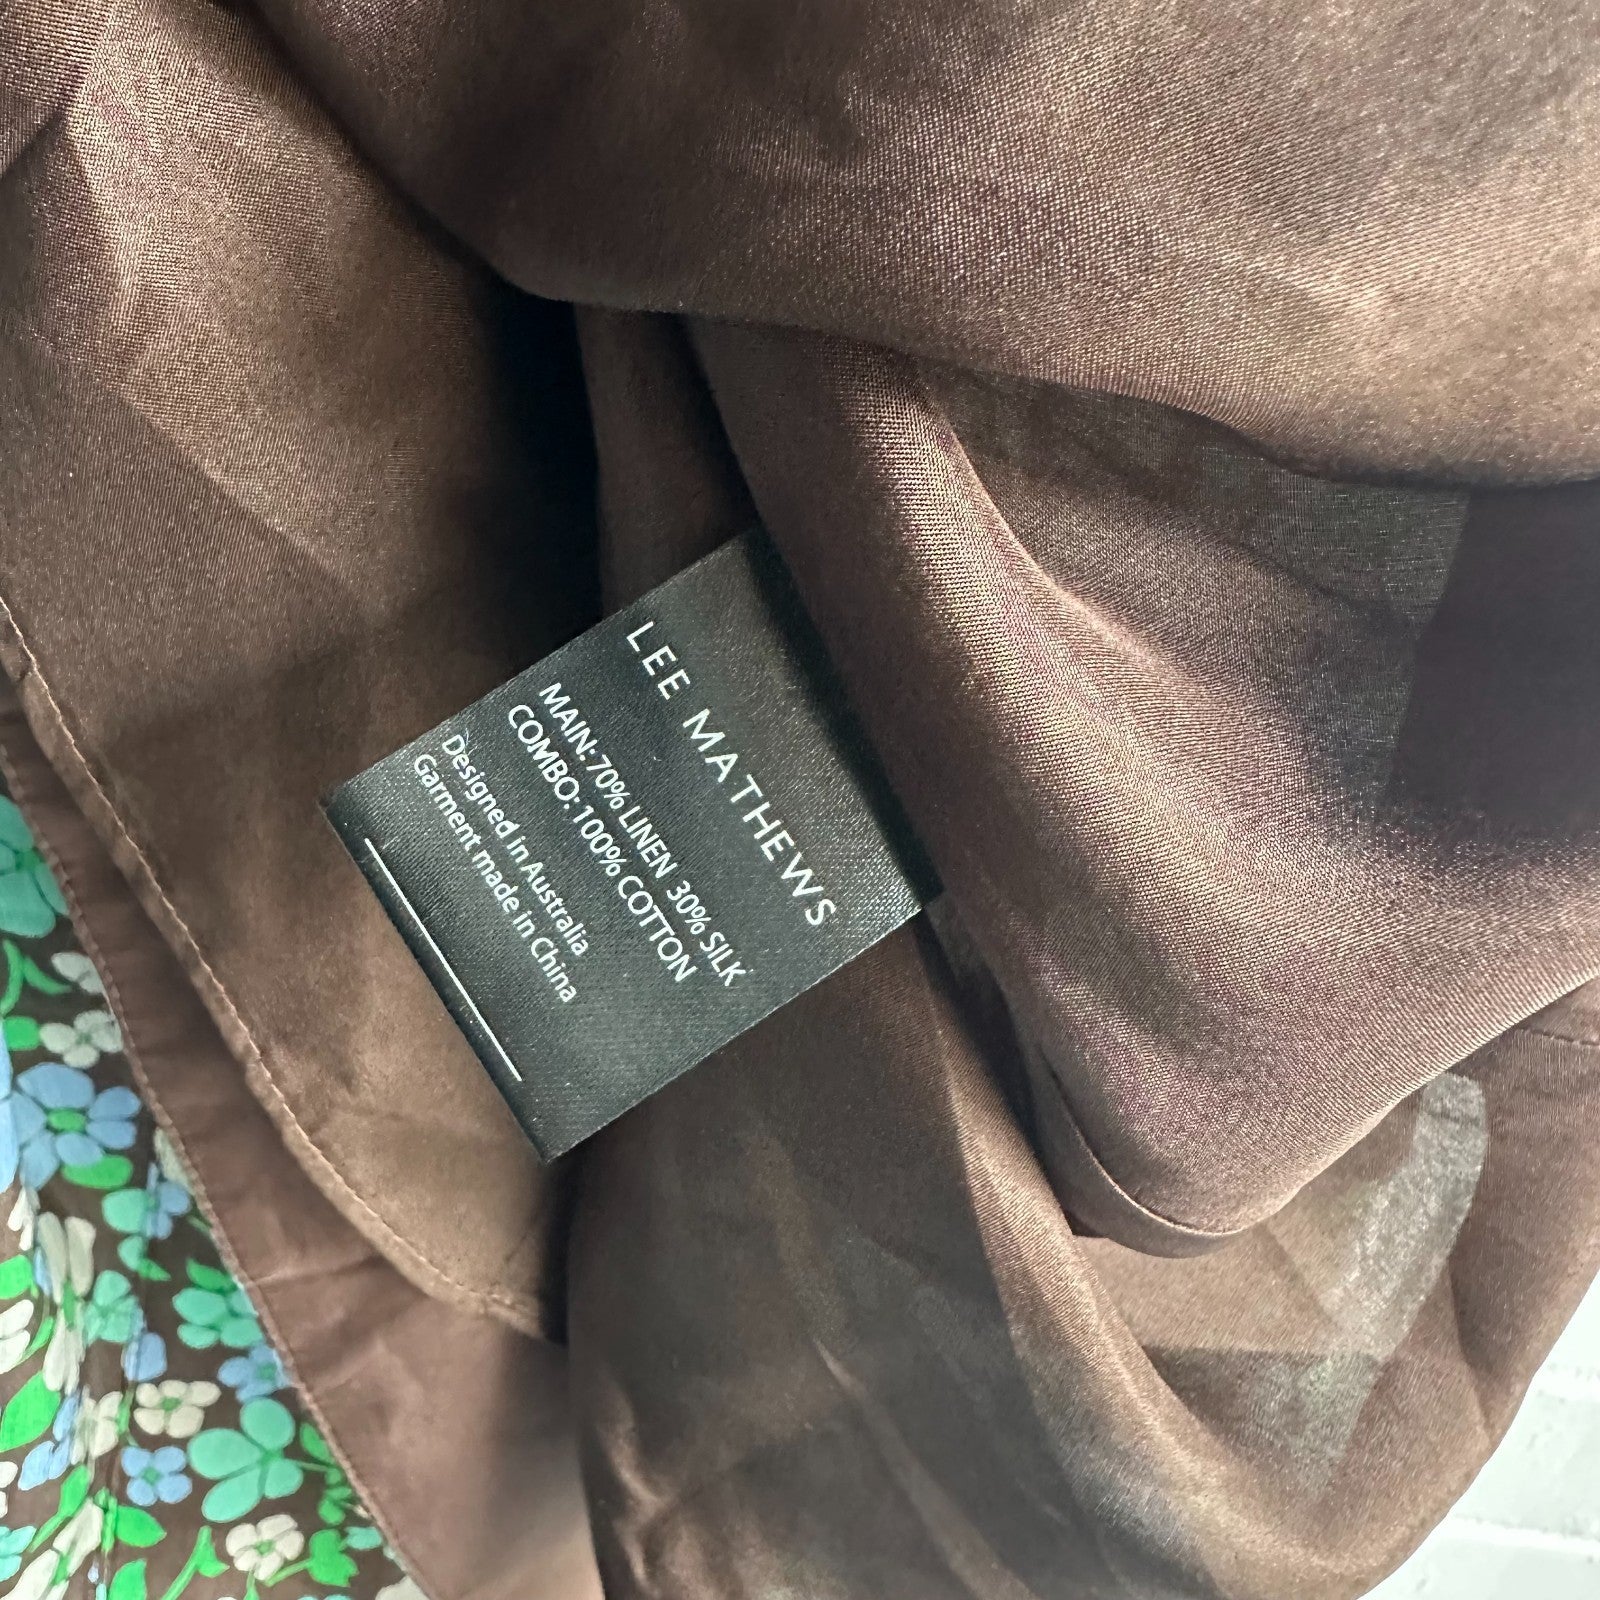 LEE MATHEWS
MAIN: 70% LINEN 30% SILK
COMBO: 100% COTTON
Designed in Australia
Garment made in China